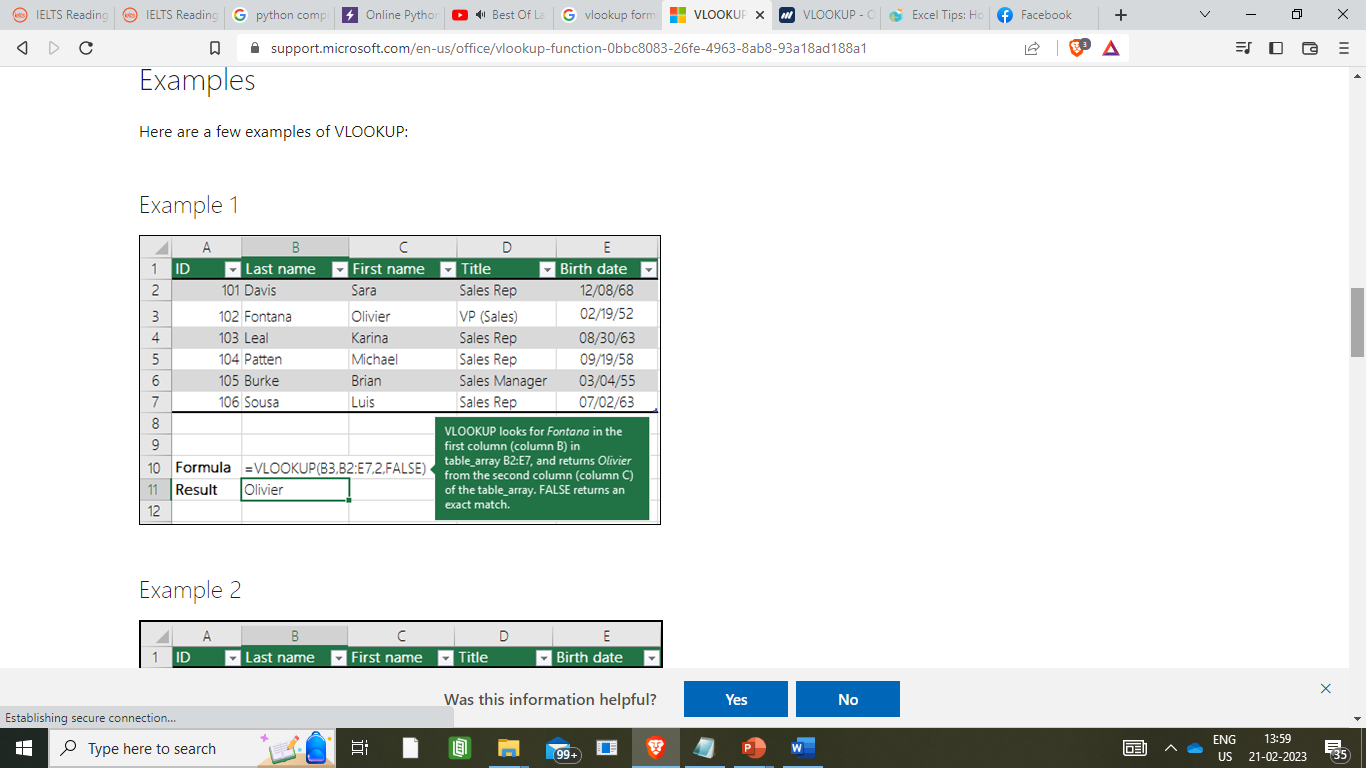 IELTS Reading
IELTS Reading
python comp
Online Python
Best Of La
vlookup form
VLOOKUP
VLOOKUP - O
Excel Tips: Ho
Facebook
support.microsoft.com/en-us/office/vlookup-function-0bbc8083-26fe-4963-8ab8-93a18ad188a1
3
Examples
Here are a few examples of VLOOKUP:
Example 1
A B C D E
1 ID Last name First name Title Birth date
2 101 Davis Sara Sales Rep 12/08/68
3 102 Fontana Olivier VP (Sales) 02/19/52
4 103 Leal Karina Sales Rep 08/30/63
5 104 Patten Michael Sales Rep 09/19/58
6 105 Burke Brian Sales Manager 03/04/55
7 106 Sousa Luis Sales Rep 07/02/63
8
9
10 Formula =VLOOKUP(B3,B2:E7,2,FALSE)
11 Result Olivier
12
VLOOKUP looks for Fontana in the
first column (column B) in
table_array B2:E7, and returns Olivier
from the second column (column C)
of the table_array. FALSE returns an
exact match.
Example 2
A B C D E
1 ID Last name First name Title Birth date
Was this information helpful? Yes No
Establishing secure connection...
Type here to search
99+
ENG
US
13:59
21-02-2023
35